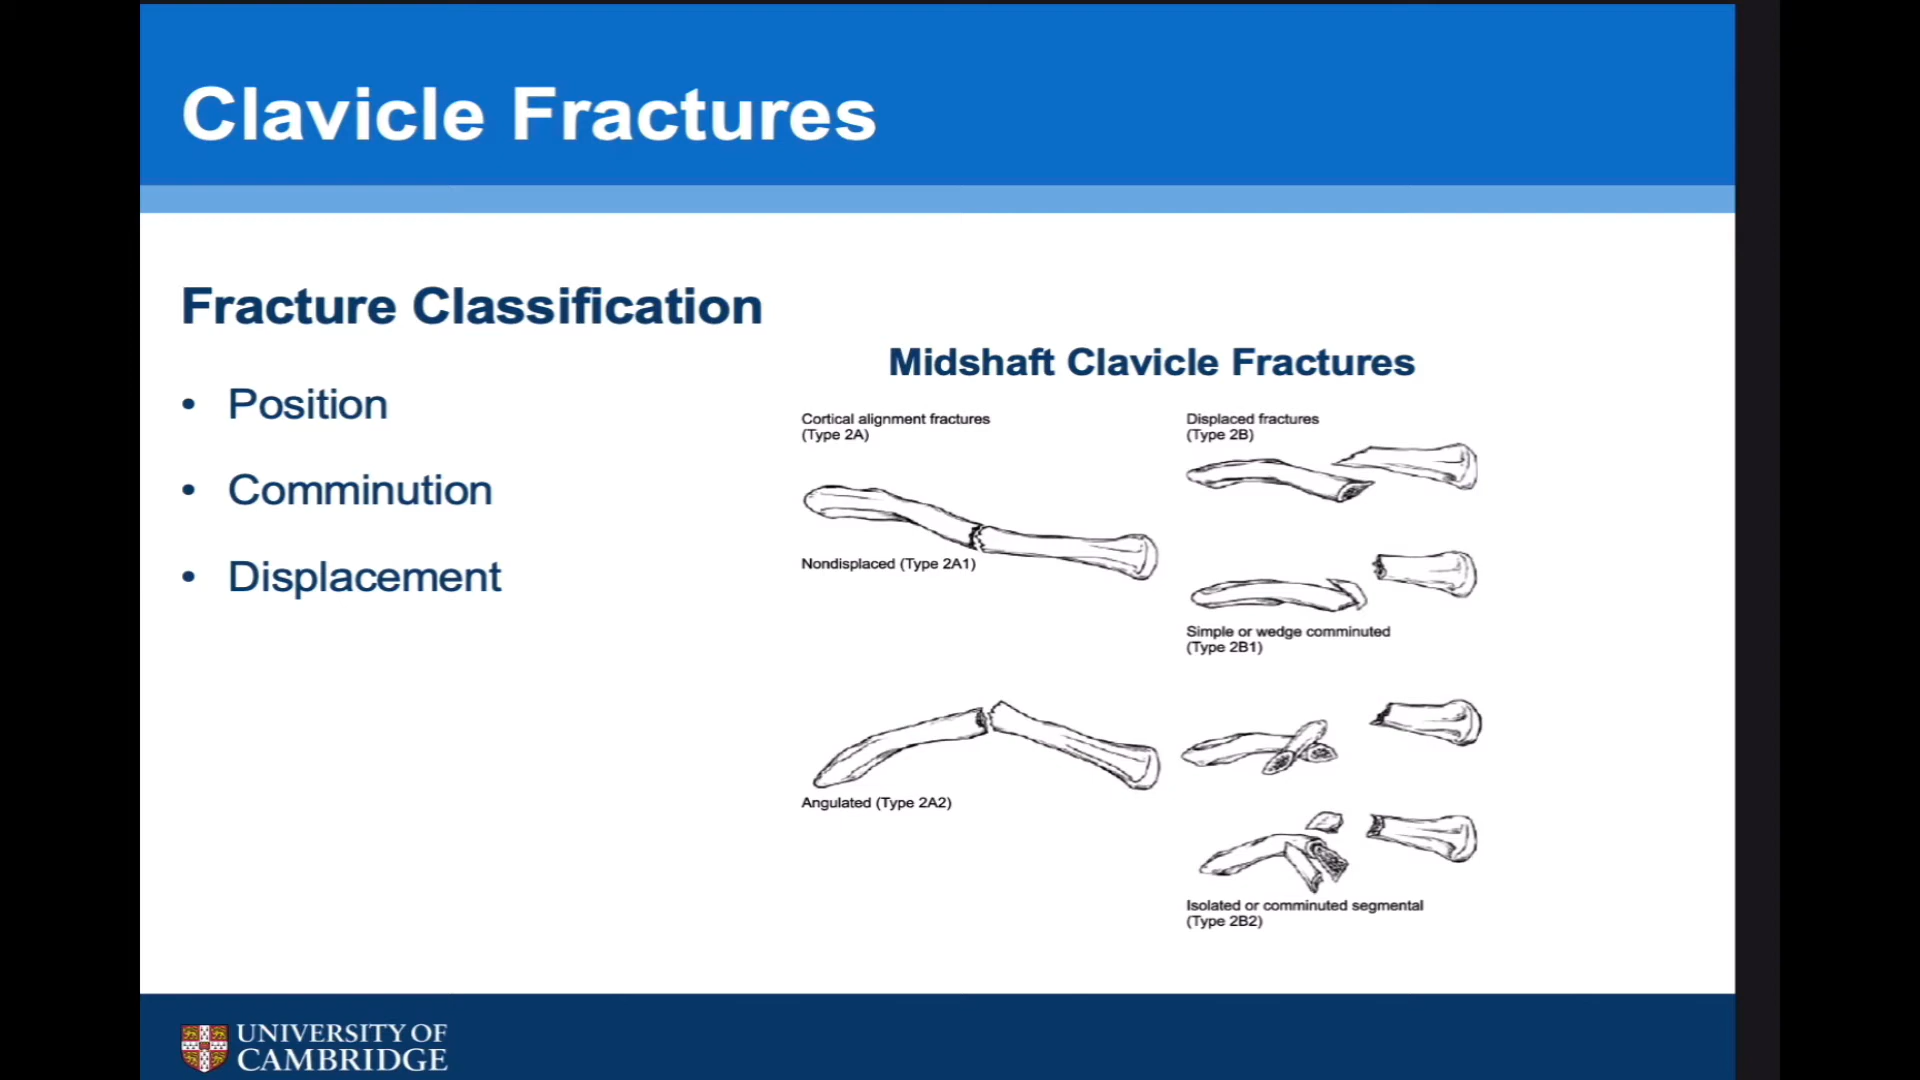 Clavicle Fractures
Fracture Classification
• Position
• Comminution
• Displacement
Midshaft Clavicle Fractures
Cortical alignment fractures
(Type 2A)
Nondisplaced (Type 2A1)
Angulated (Type 2A2)
Displaced fractures
(Type 2B)
Simple or wedge comminuted
(Type 2B1)
Isolated or comminuted segmental
(Type 2B2)
UNIVERSITY OF
CAMBRIDGE